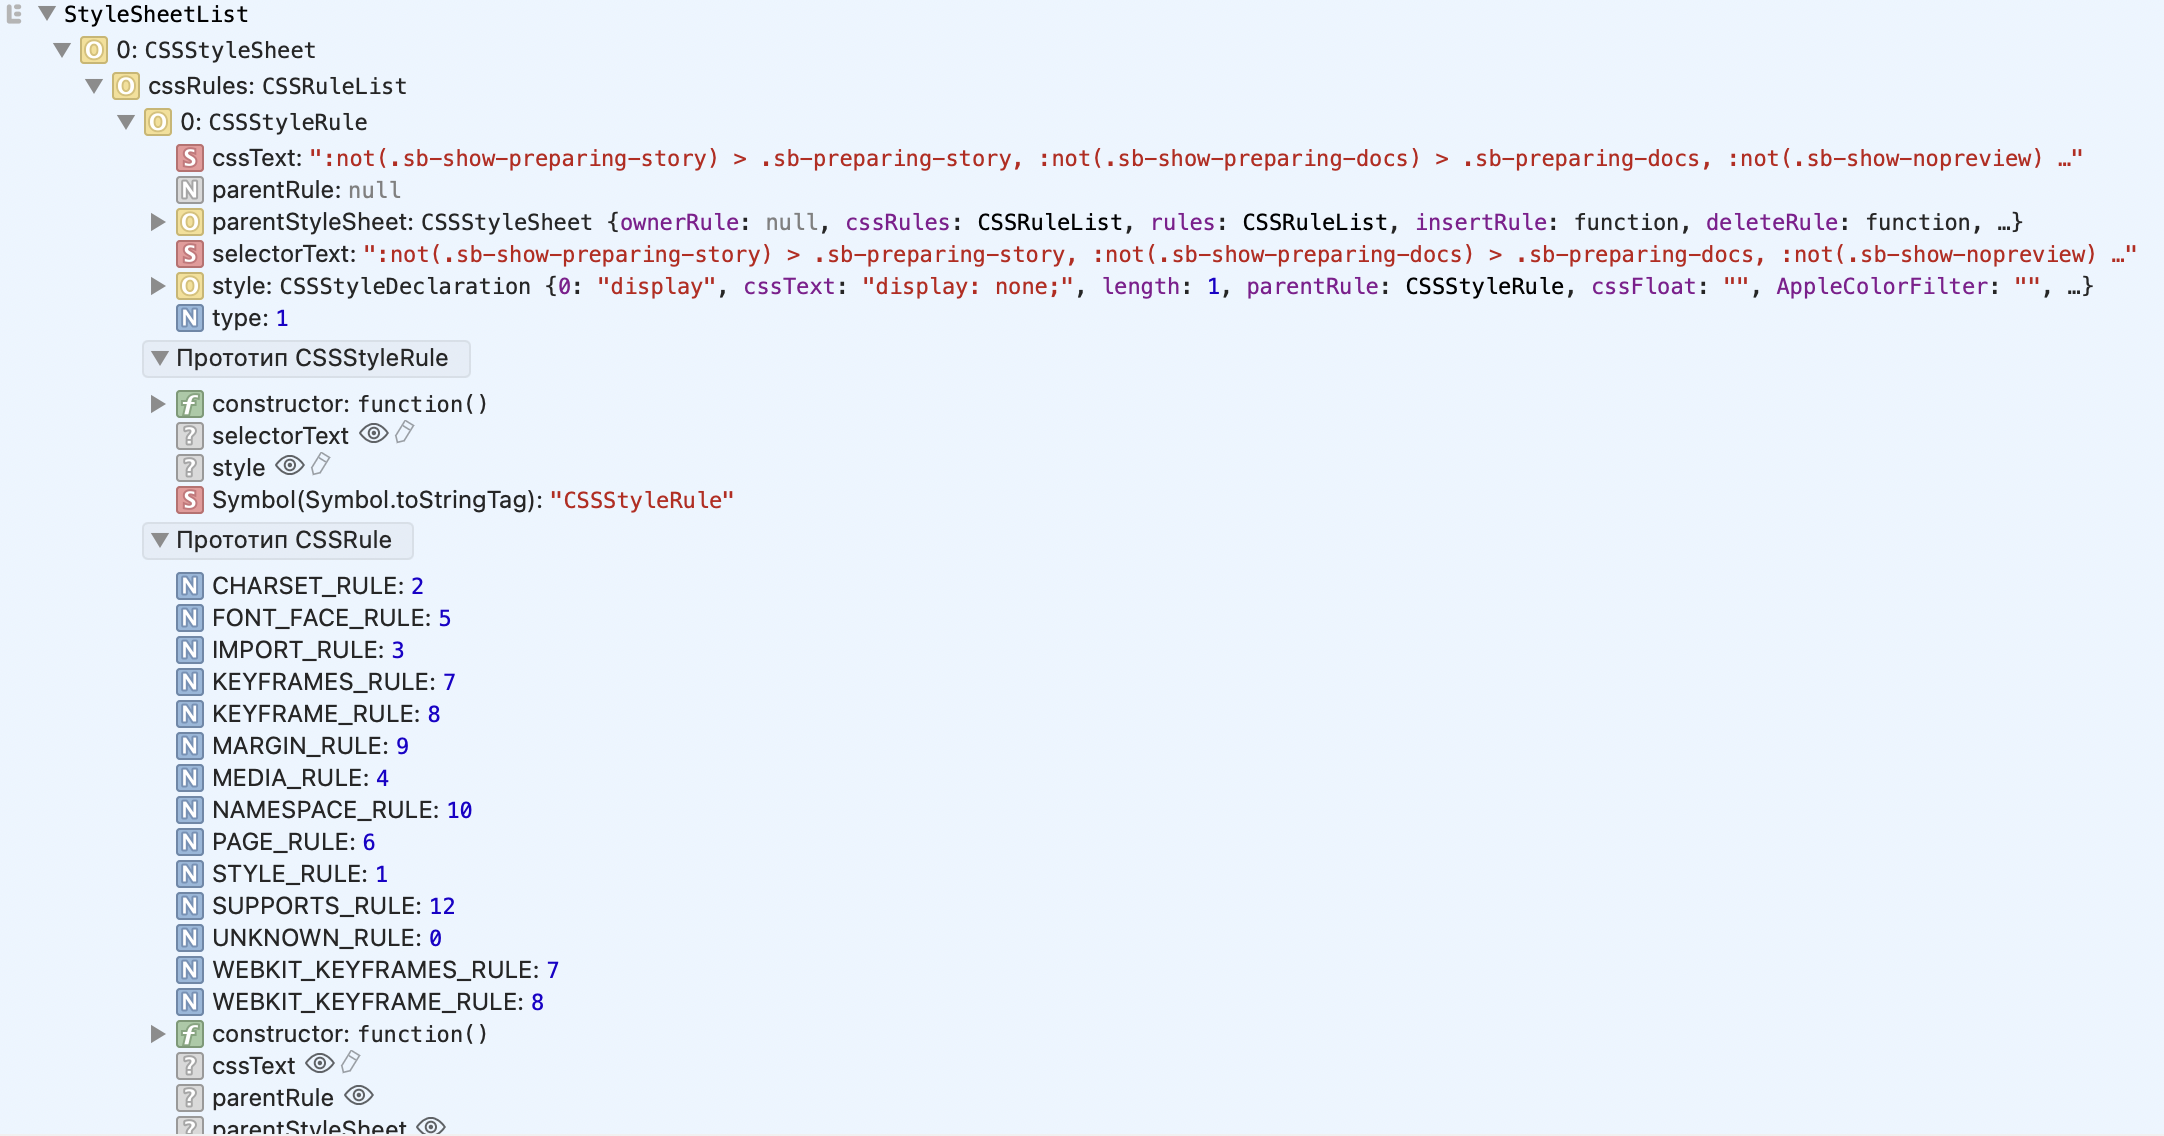 StyleSheetList
O 0: CSSStyleSheet
O cssRules: CSSRuleList
O 0: CSSStyleRule
S cssText: ":not(.sb-show-preparing-story) > .sb-preparing-story, :not(.sb-show-preparing-docs) > .sb-preparing-docs, :not(.sb-show-nopreview) …"
N parentRule: null
O parentStyleSheet: CSSStyleSheet {ownerRule: null, cssRules: CSSRuleList, rules: CSSRuleList, insertRule: function, deleteRule: function, …}
S selectorText: ":not(.sb-show-preparing-story) > .sb-preparing-story, :not(.sb-show-preparing-docs) > .sb-preparing-docs, :not(.sb-show-nopreview) …"
O style: CSSStyleDeclaration {0: "display", cssText: "display: none;", length: 1, parentRule: CSSStyleRule, cssFloat: "", AppleColorFilter: "", …}
N type: 1
Прототип CSSStyleRule
f constructor: function()
? selectorText
? style
S Symbol(Symbol.toStringTag): "CSSStyleRule"
Прототип CSSRule
N CHARSET_RULE: 2
N FONT_FACE_RULE: 5
N IMPORT_RULE: 3
N KEYFRAMES_RULE: 7
N KEYFRAME_RULE: 8
N MARGIN_RULE: 9
N MEDIA_RULE: 4
N NAMESPACE_RULE: 10
N PAGE_RULE: 6
N STYLE_RULE: 1
N SUPPORTS_RULE: 12
N UNKNOWN_RULE: 0
N WEBKIT_KEYFRAMES_RULE: 7
N WEBKIT_KEYFRAME_RULE: 8
f constructor: function()
? cssText
? parentRule
? parentStyleSheet